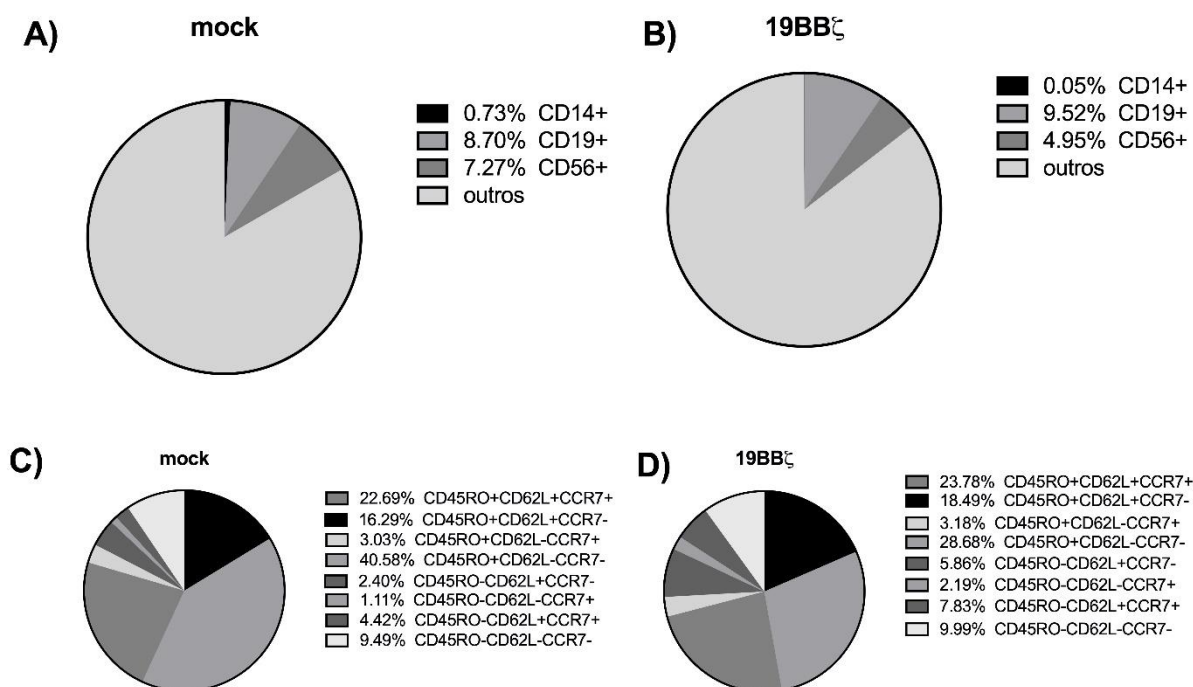 A)
mock
0.73% CD14+
8.70% CD19+
7.27% CD56+
outros
B)
19BBζ
0.05% CD14+
9.52% CD19+
4.95% CD56+
outros
C)
mock
22.69% CD45RO+CD62L+CCR7+
16.29% CD45RO+CD62L+CCR7-
3.03% CD45RO+CD62L-CCR7+
40.58% CD45RO+CD62L-CCR7-
2.40% CD45RO-CD62L+CCR7-
1.11% CD45RO-CD62L-CCR7+
4.42% CD45RO-CD62L+CCR7+
9.49% CD45RO-CD62L-CCR7-
D)
19BBζ
23.78% CD45RO+CD62L+CCR7+
18.49% CD45RO+CD62L+CCR7-
3.18% CD45RO+CD62L-CCR7+
28.68% CD45RO+CD62L-CCR7-
5.86% CD45RO-CD62L+CCR7-
2.19% CD45RO-CD62L-CCR7+
7.83% CD45RO-CD62L+CCR7+
9.99% CD45RO-CD62L-CCR7-